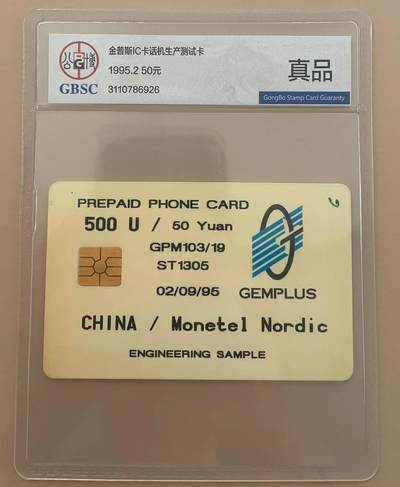 公博
GBSC
金普斯IC卡话机生产测试卡
1995.2 50元
3110786926
真品
GongBo Stamp Card Guaranty
PREPAID PHONE CARD
500 U / 50 Yuan
GPM103/19
ST1305
02/09/95
GEMPLUS
CHINA / Monetel Nordic
ENGINEERING SAMPLE